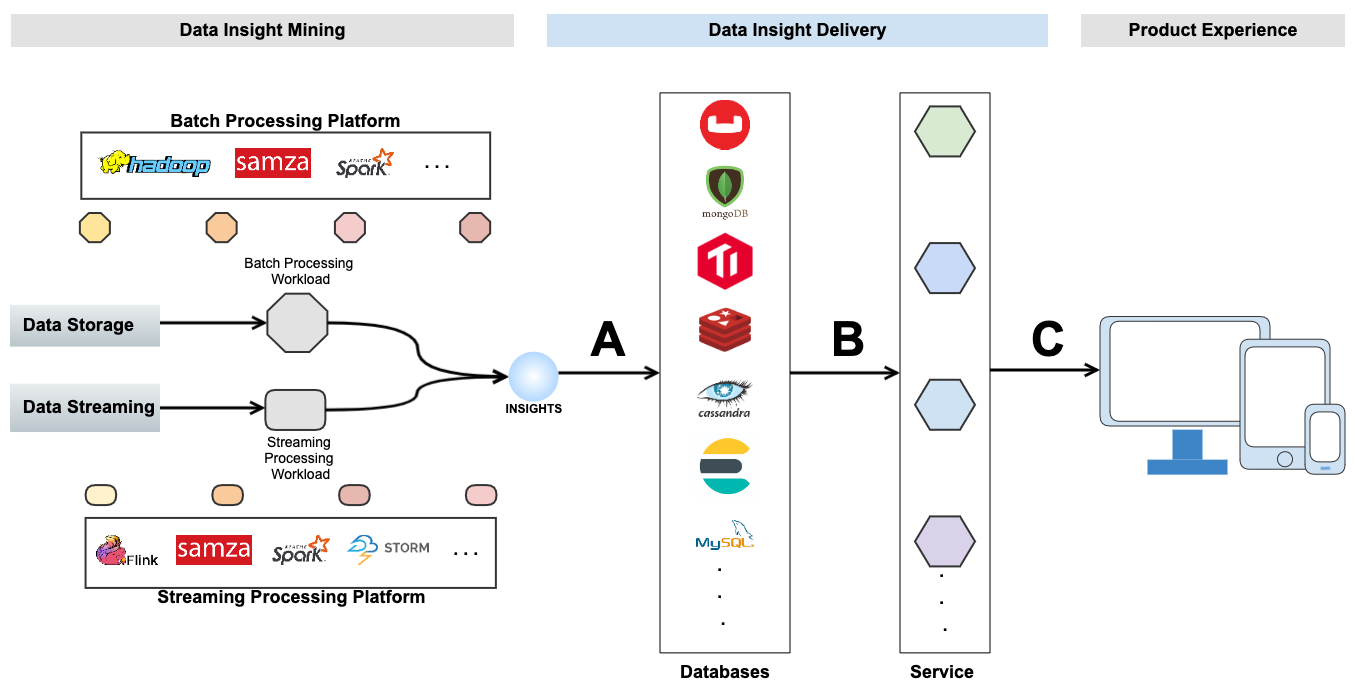 Data Insight Mining
Data Insight Delivery
Product Experience
Batch Processing Platform
hadoop
samza
APACHE
Spark
...
Batch Processing
Workload
Data Storage
Data Streaming
Streaming
Processing
Workload
INSIGHTS
Flink
samza
APACHE
Spark
STORM
...
Streaming Processing Platform
A
mongoDB
Ti
cassandra
MySQL
.
.
.
Databases
B
.
.
.
Service
C